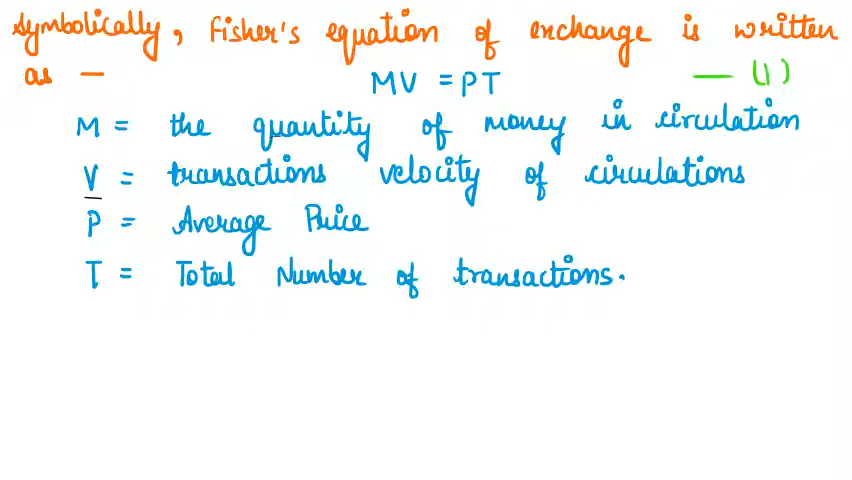 Symbolically, Fisher's equation of exchange is written
as —
MV = PT — (1)
M = the quantity of money in circulation
V = transactions velocity of circulations
P = Average Price
T = Total Number of transactions.